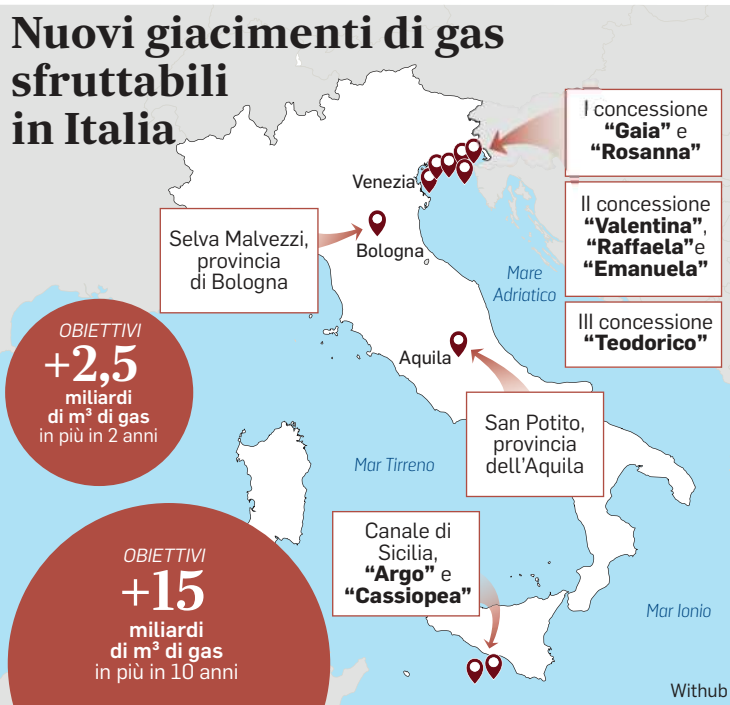 Nuovi giacimenti di gas
sfruttabili
in Italia
I concessione
“Gaia” e
“Rosanna”
Venezia
II concessione
“Valentina”,
“Raffaela”e
“Emanuela”
Selva Malvezzi,
provincia
di Bologna
Bologna
Mare
Adriatico
III concessione
“Teodorico”
OBIETTIVI
+2,5
miliardi
di m³ di gas
in più in 2 anni
Aquila
San Potito,
provincia
dell’Aquila
Mar Tirreno
Canale di
Sicilia,
“Argo” e
“Cassiopea”
OBIETTIVI
+15
miliardi
di m³ di gas
in più in 10 anni
Mar Ionio
Withub